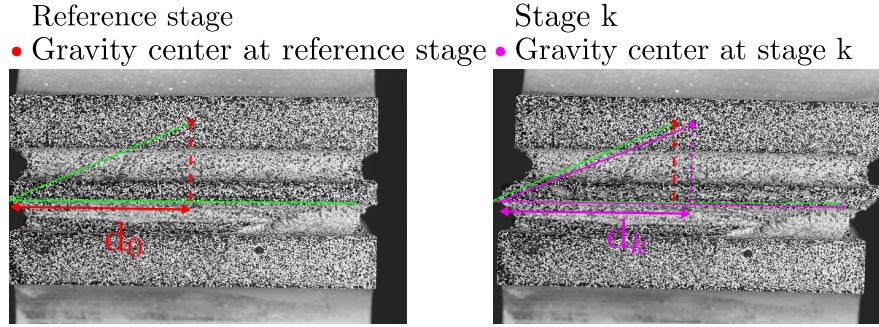 Reference stage
Gravity center at reference stage
Stage k
Gravity center at stage k
d₀
dₖ